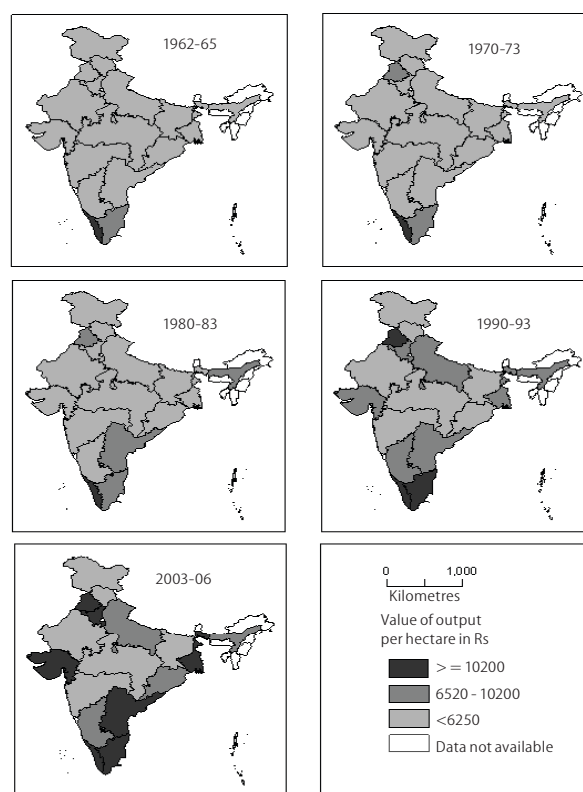 1962-65
1970-73
1980-83
1990-93
2003-06
0 1,000
Kilometres
Value of output
per hectare in Rs
> = 10200
6520 - 10200
<6250
Data not available